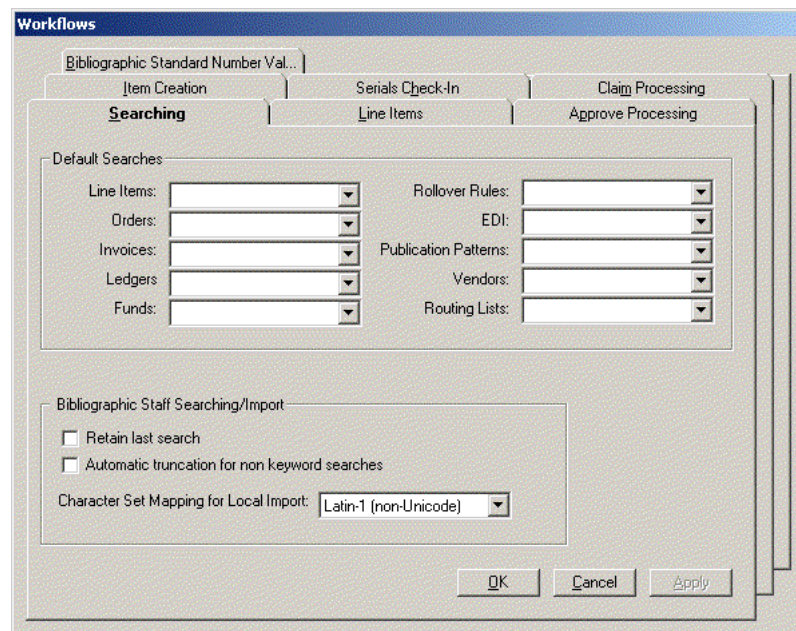 Workflows
Bibliographic Standard Number Val...
Item Creation
Serials Check-In
Claim Processing
Searching
Line Items
Approve Processing
Default Searches
Line Items:
Rollover Rules:
Orders:
EDI:
Invoices:
Publication Patterns:
Ledgers
Vendors:
Funds:
Routing Lists:
Bibliographic Staff Searching/Import
Retain last search
Automatic truncation for non keyword searches
Character Set Mapping for Local Import:
Latin-1 (non-Unicode)
OK
Cancel
Apply